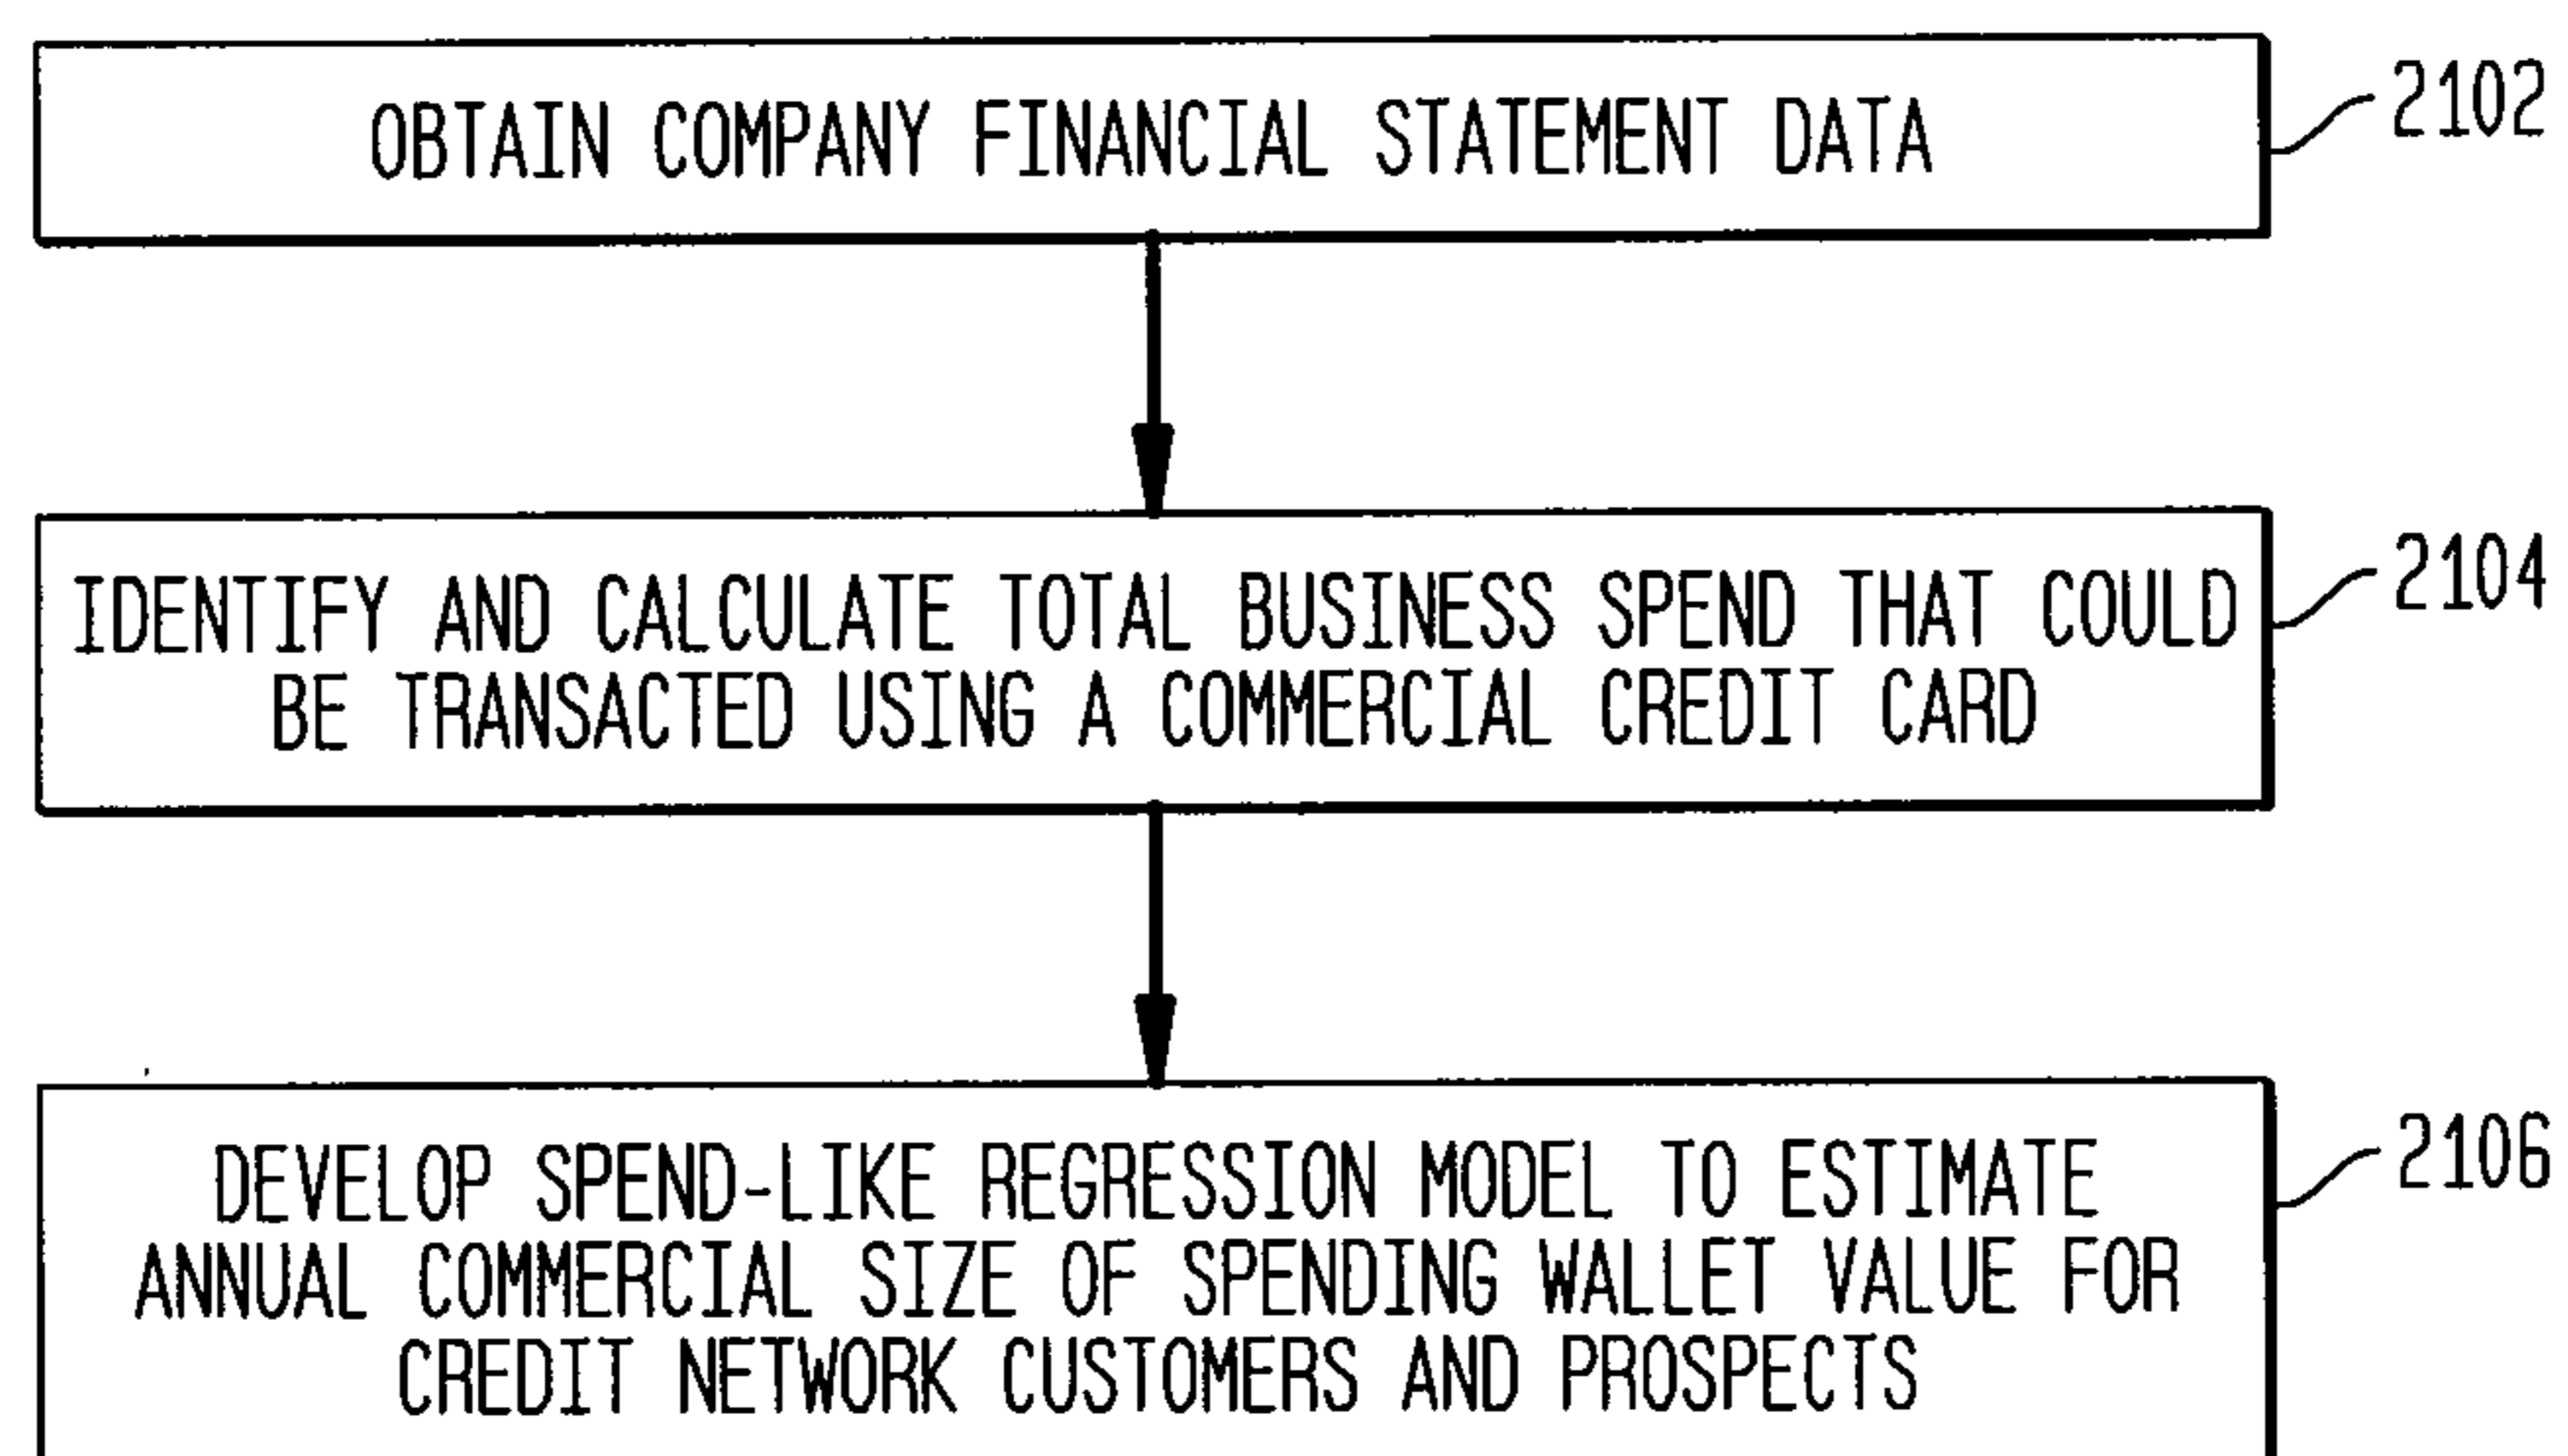 OBTAIN COMPANY FINANCIAL STATEMENT DATA
2102
IDENTIFY AND CALCULATE TOTAL BUSINESS SPEND THAT COULD
BE TRANSACTED USING A COMMERCIAL CREDIT CARD
2104
DEVELOP SPEND-LIKE REGRESSION MODEL TO ESTIMATE
ANNUAL COMMERCIAL SIZE OF SPENDING WALLET VALUE FOR
CREDIT NETWORK CUSTOMERS AND PROSPECTS
2106